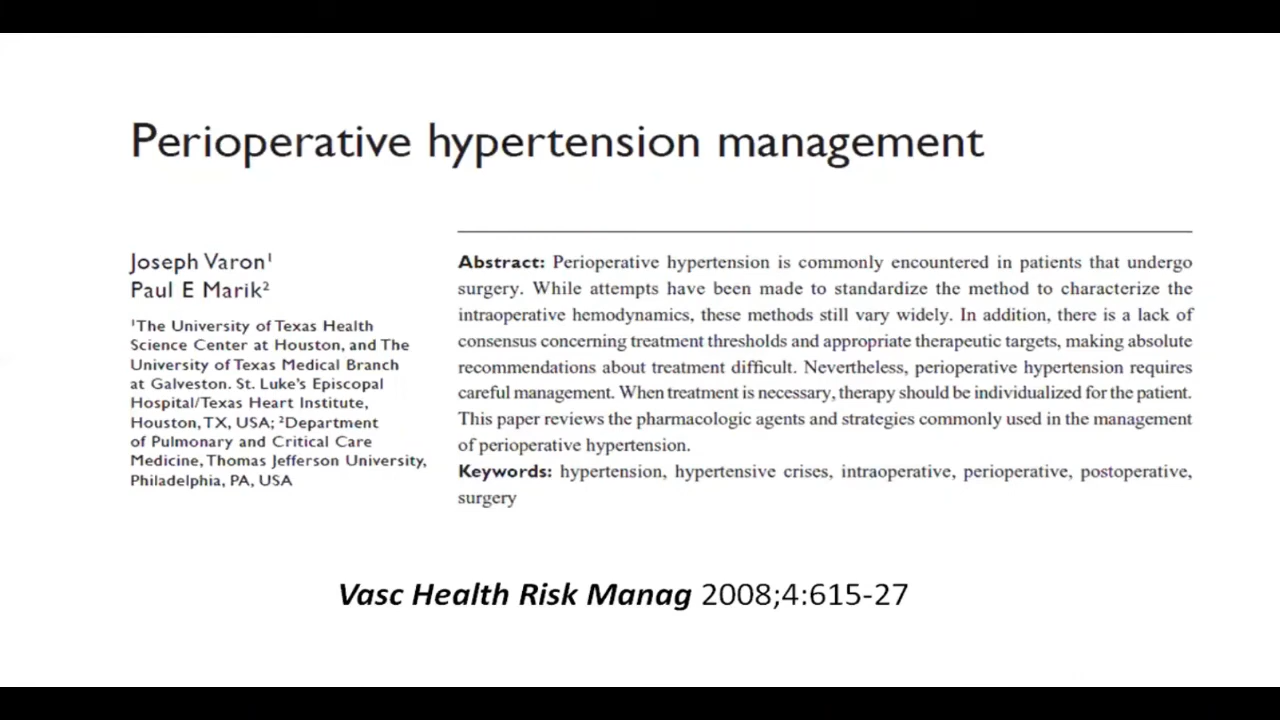 Perioperative hypertension management
Joseph Varon¹
Paul E Marik²
¹The University of Texas Health
Science Center at Houston, and The
University of Texas Medical Branch
at Galveston. St. Luke's Episcopal
Hospital/Texas Heart Institute,
Houston, TX, USA; ²Department
of Pulmonary and Critical Care
Medicine, Thomas Jefferson University,
Philadelphia, PA, USA
Abstract: Perioperative hypertension is commonly encountered in patients that undergo
surgery. While attempts have been made to standardize the method to characterize the
intraoperative hemodynamics, these methods still vary widely. In addition, there is a lack of
consensus concerning treatment thresholds and appropriate therapeutic targets, making absolute
recommendations about treatment difficult. Nevertheless, perioperative hypertension requires
careful management. When treatment is necessary, therapy should be individualized for the patient.
This paper reviews the pharmacologic agents and strategies commonly used in the management
of perioperative hypertension.
Keywords: hypertension, hypertensive crises, intraoperative, perioperative, postoperative,
surgery
Vasc Health Risk Manag 2008;4:615-27